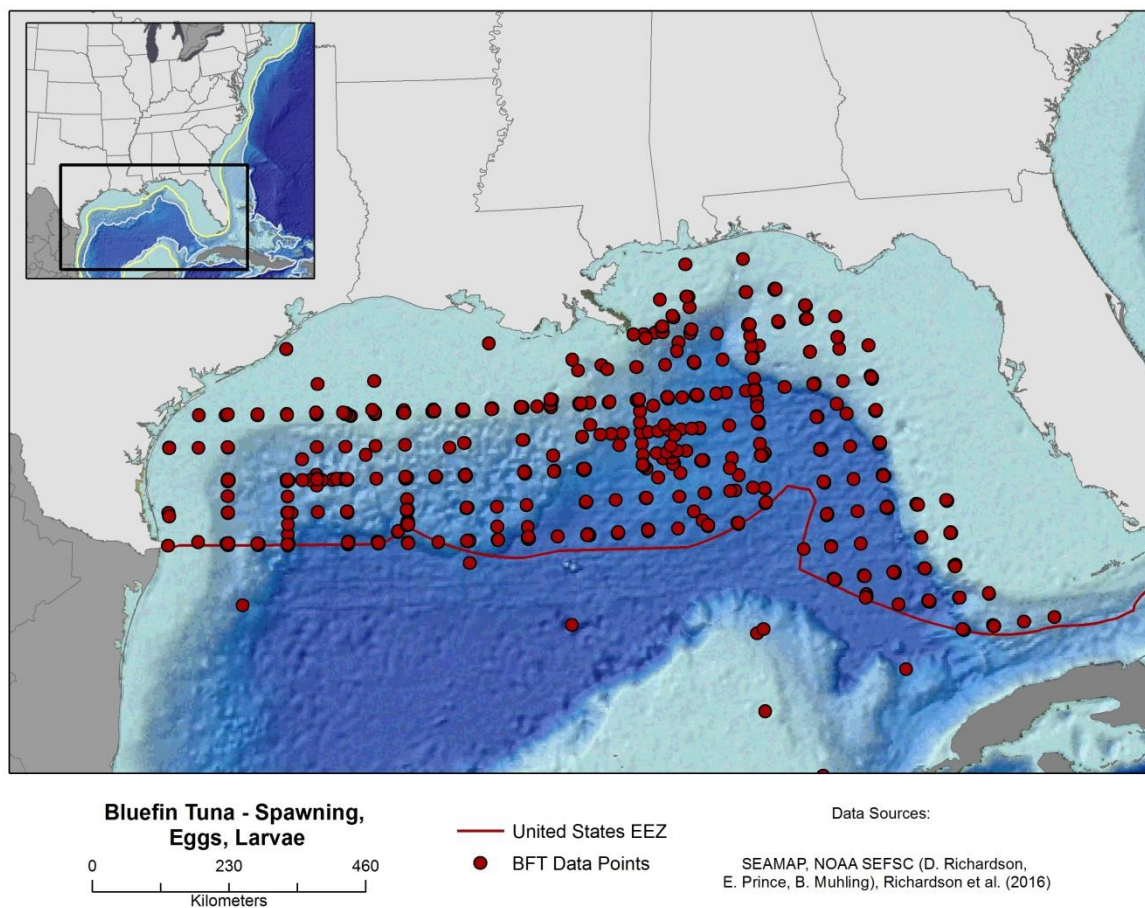 Bluefin Tuna - Spawning,
Eggs, Larvae
0 230 460
Kilometers
United States EEZ
BFT Data Points
Data Sources:
SEAMAP, NOAA SEFSC (D. Richardson,
E. Prince, B. Muhling), Richardson et al. (2016)